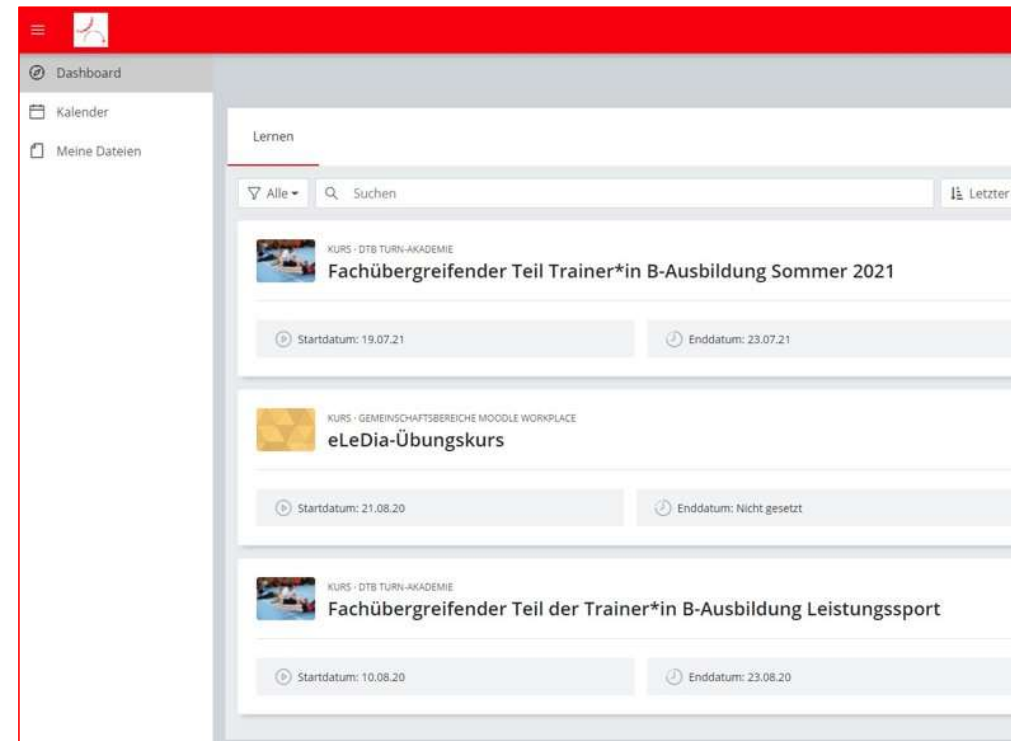 Dashboard
Kalender
Meine Dateien
Lernen
Alle
Suchen
Letzter
KURS · DTB TURN-AKADEMIE
Fachübergreifender Teil Trainer*in B-Ausbildung Sommer 2021
Startdatum: 19.07.21
Enddatum: 23.07.21
KURS · GEMEINSCHAFTSBEREICHE MOODLE WORKPLACE
eLeDia-Übungskurs
Startdatum: 21.08.20
Enddatum: Nicht gesetzt
KURS · DTB TURN-AKADEMIE
Fachübergreifender Teil der Trainer*in B-Ausbildung Leistungssport
Startdatum: 10.08.20
Enddatum: 23.08.20